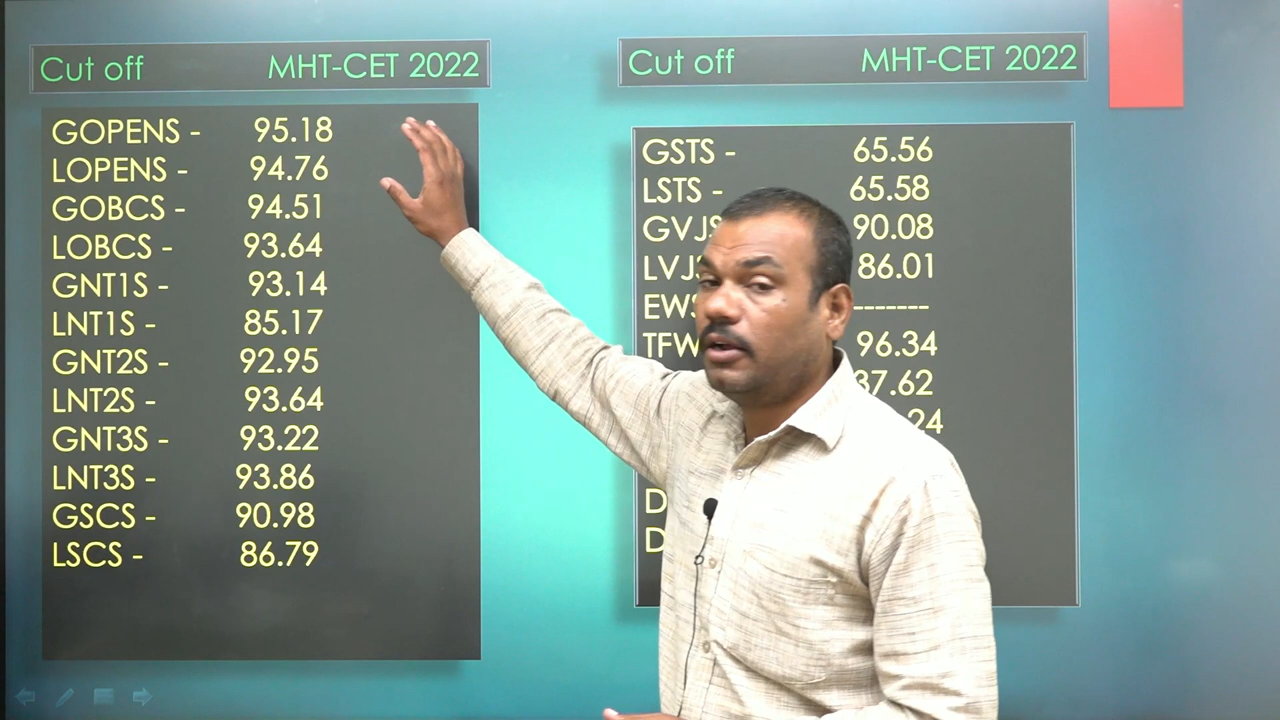 Cut off MHT-CET 2022
GOPENS - 95.18
LOPENS - 94.76
GOBCS - 94.51
LOBCS - 93.64
GNT1S - 93.14
LNT1S - 85.17
GNT2S - 92.95
LNT2S - 93.64
GNT3S - 93.22
LNT3S - 93.86
GSCS - 90.98
LSCS - 86.79
Cut off MHT-CET 2022
GSTS - 65.56
LSTS - 65.58
90.08
86.01
-------
96.34